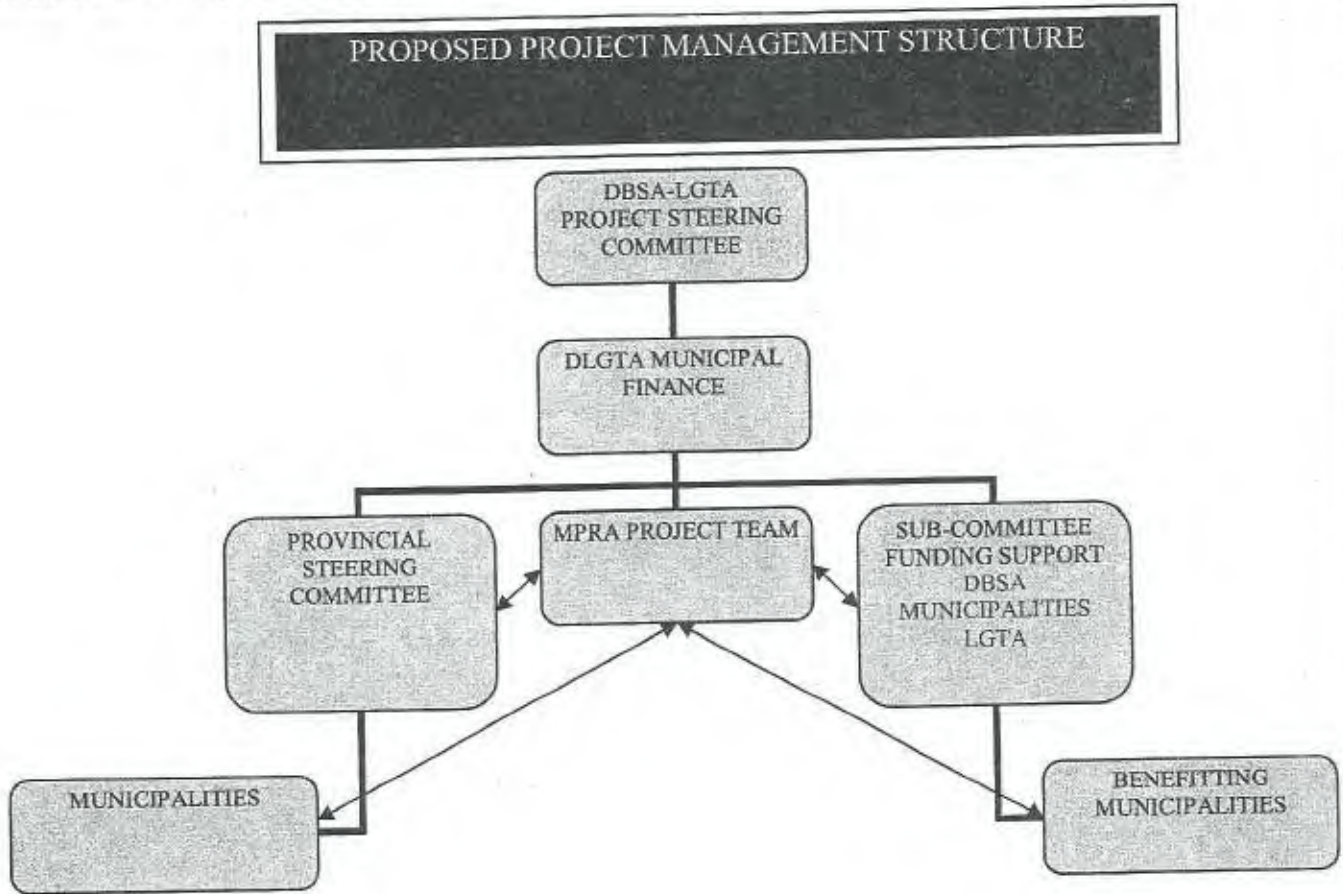 PROPOSED PROJECT MANAGEMENT STRUCTURE
DBSA-LGTA
PROJECT STEERING
COMMITTEE
DLGTA MUNICIPAL
FINANCE
PROVINCIAL
STEERING
COMMITTEE
MPRA PROJECT TEAM
SUB-COMMITTEE
FUNDING SUPPORT
DBSA
MUNICIPALITIES
LGTA
MUNICIPALITIES
BENEFITTING
MUNICIPALITIES